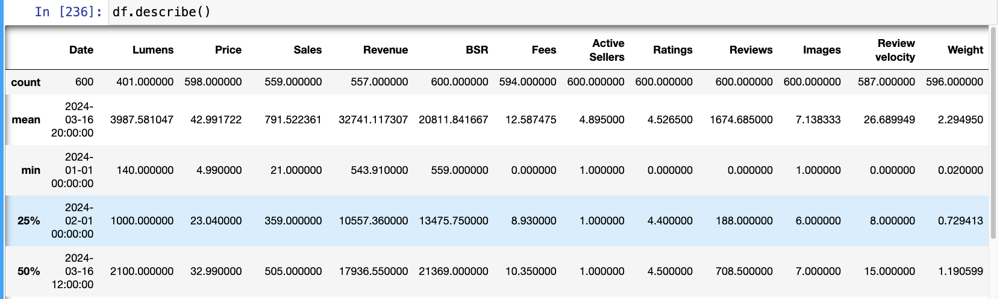 In [236]: df.describe()
Date Lumens Price Sales Revenue BSR Fees Active Sellers Ratings Reviews Images Review velocity Weight
count 600 401.000000 598.000000 559.000000 557.000000 600.000000 594.000000 600.000000 600.000000 600.000000 600.000000 587.000000 596.000000
mean 2024-03-16 20:00:00 3987.581047 42.991722 791.522361 32741.117307 20811.841667 12.587475 4.895000 4.526500 1674.685000 7.138333 26.689949 2.294950
min 2024-01-01 00:00:00 140.000000 4.990000 21.000000 543.910000 559.000000 0.000000 1.000000 0.000000 0.000000 1.000000 0.000000 0.020000
25% 2024-02-01 00:00:00 1000.000000 23.040000 359.000000 10557.360000 13475.750000 8.930000 1.000000 4.400000 188.000000 6.000000 8.000000 0.729413
50% 2024-03-16 12:00:00 2100.000000 32.990000 505.000000 17936.550000 21369.000000 10.350000 1.000000 4.500000 708.500000 7.000000 15.000000 1.190599